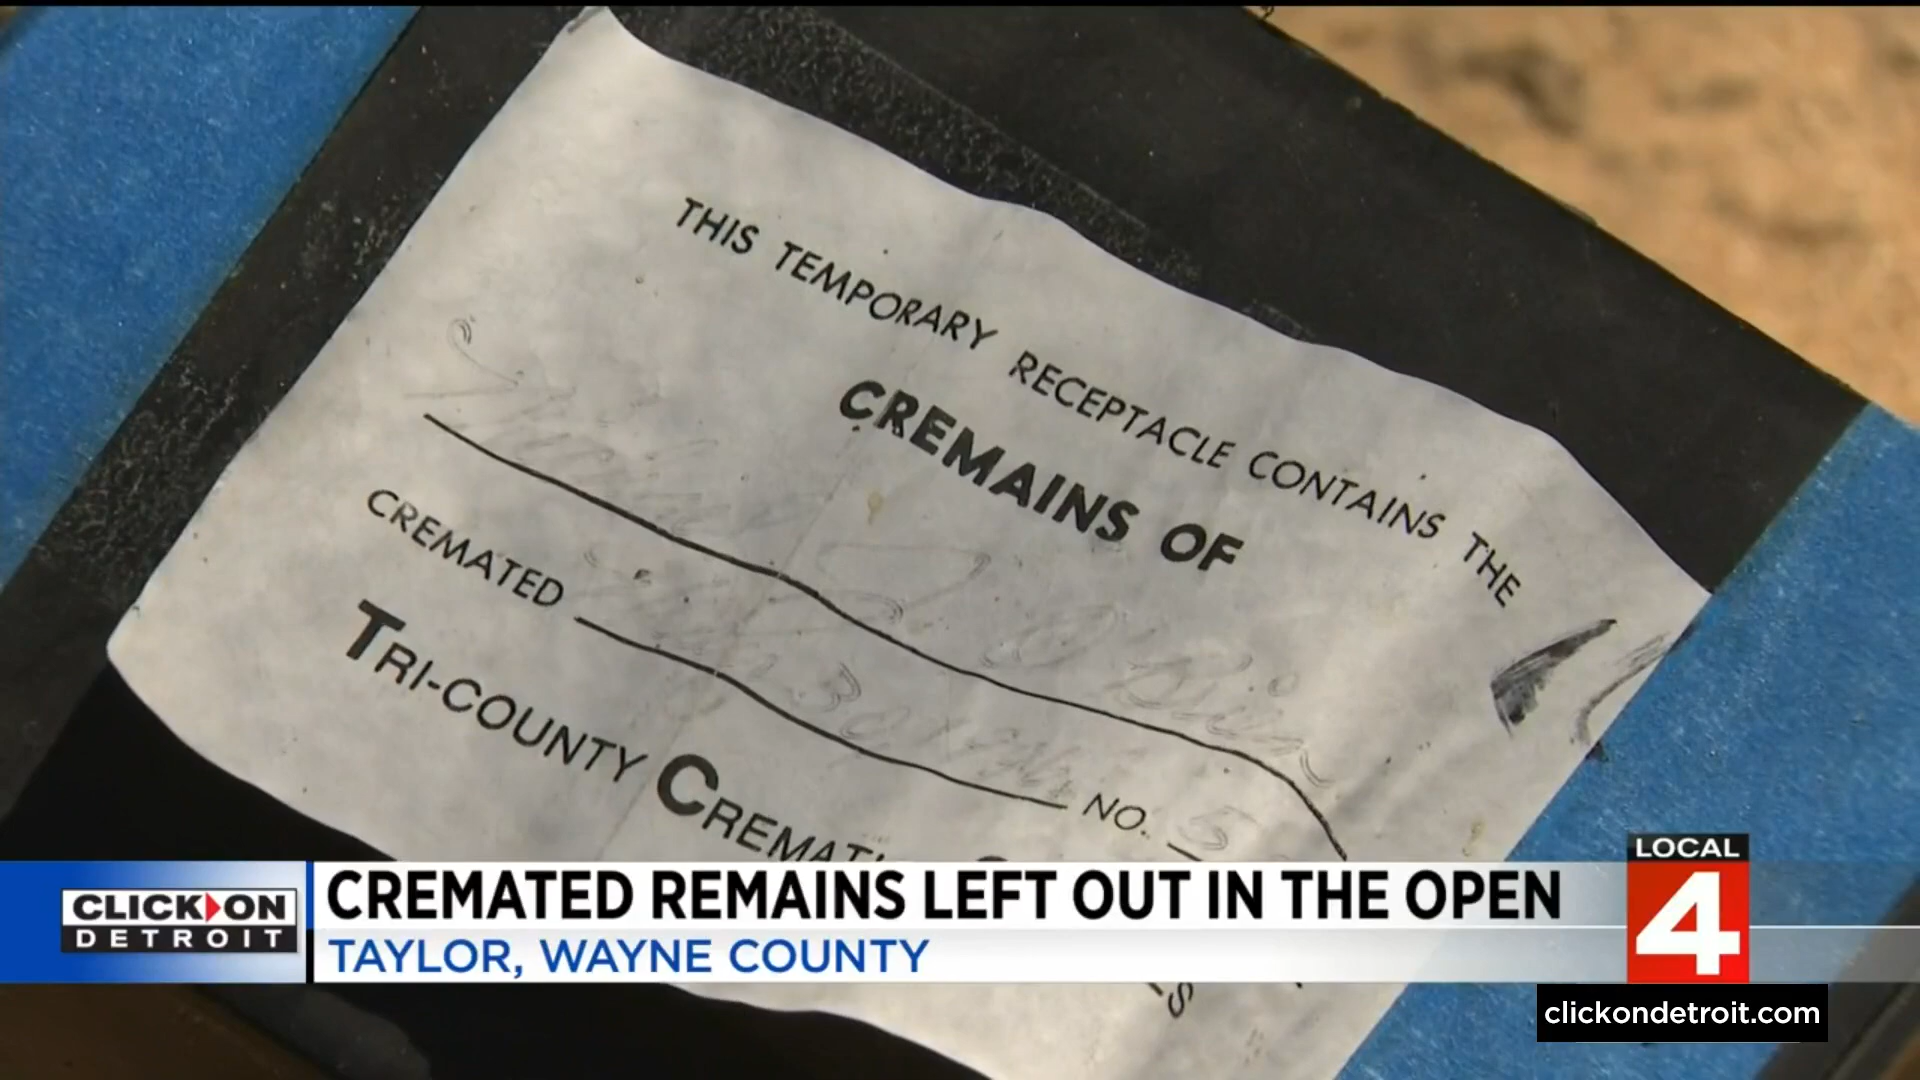 THIS TEMPORARY RECEPTACLE CONTAINS THE
CREMAINS OF
CREMATED NO. 5
TRI-COUNTY
CLICK ON
DETROIT
CREMATED REMAINS LEFT OUT IN THE OPEN
TAYLOR, WAYNE COUNTY
LOCAL
4
clickondetroit.com